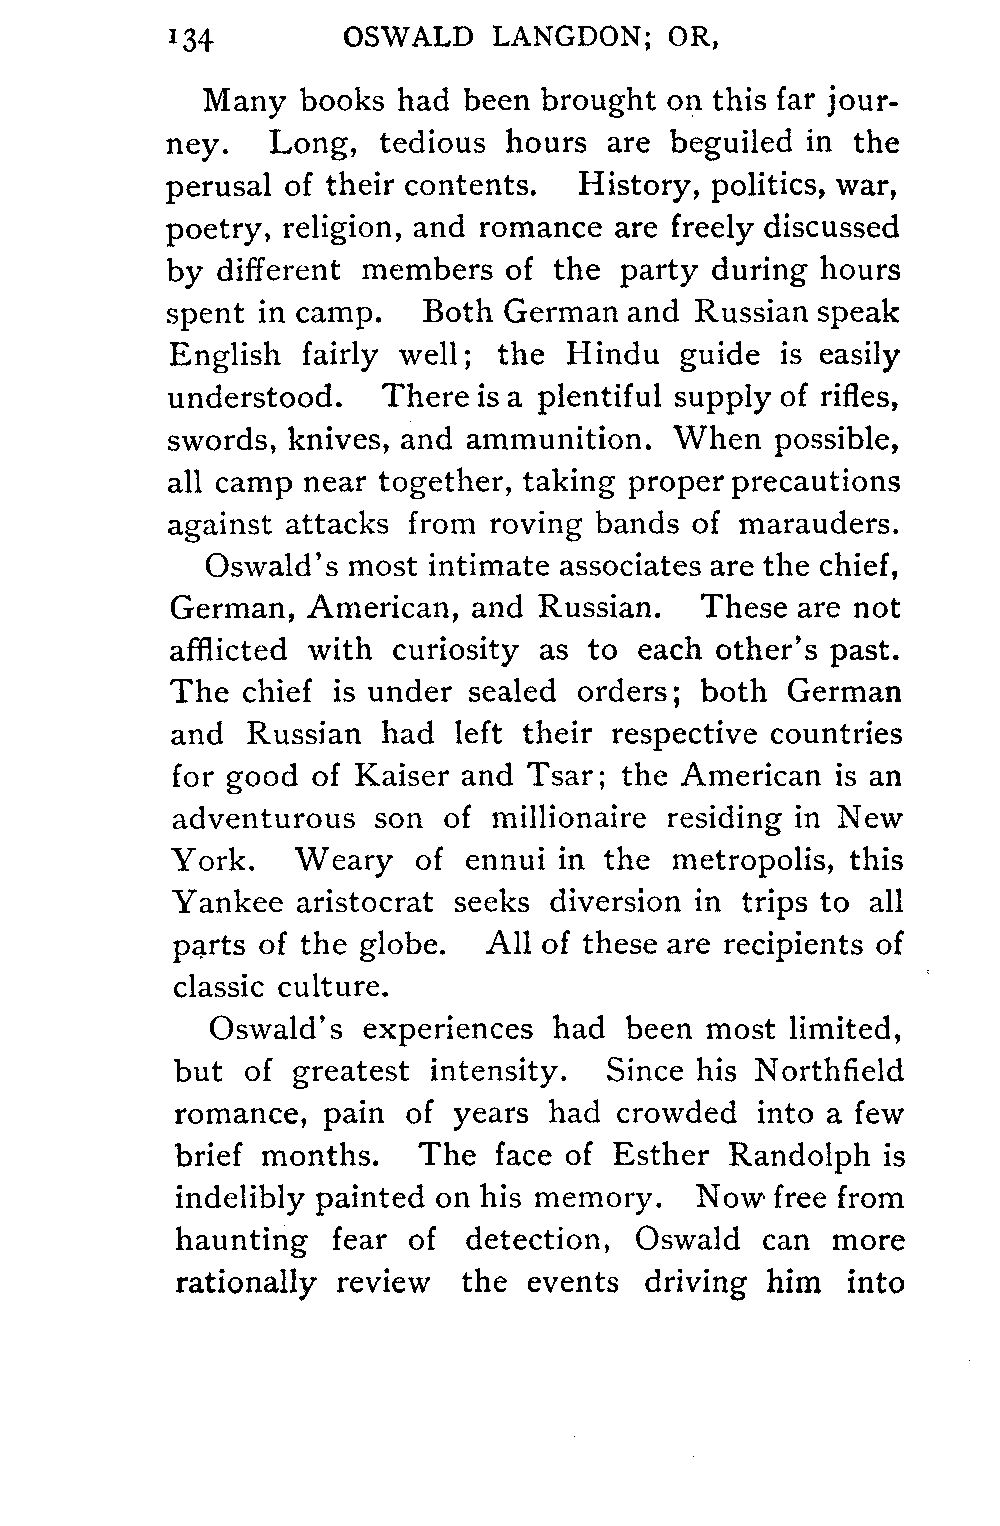 134 OSWALD LANGDON; OR,
Many books had been brought on this far jour-
ney. Long, tedious hours are beguiled in the
perusal of their contents. History, politics, war,
poetry, religion, and romance are freely discussed
by different members of the party during hours
spent in camp. Both German and Russian speak
English fairly well; the Hindu guide is easily
understood. There is a plentiful supply of rifles,
swords, knives, and ammunition. When possible,
all camp near together, taking proper precautions
against attacks from roving bands of marauders.
Oswald's most intimate associates are the chief,
German, American, and Russian. These are not
afflicted with curiosity as to each other's past.
The chief is under sealed orders; both German
and Russian had left their respective countries
for good of Kaiser and Tsar; the American is an
adventurous son of millionaire residing in New
York. Weary of ennui in the metropolis, this
Yankee aristocrat seeks diversion in trips to all
parts of the globe. All of these are recipients of
classic culture.
Oswald's experiences had been most limited,
but of greatest intensity. Since his Northfield
romance, pain of years had crowded into a few
brief months. The face of Esther Randolph is
indelibly painted on his memory. Now free from
haunting fear of detection, Oswald can more
rationally review the events driving him into